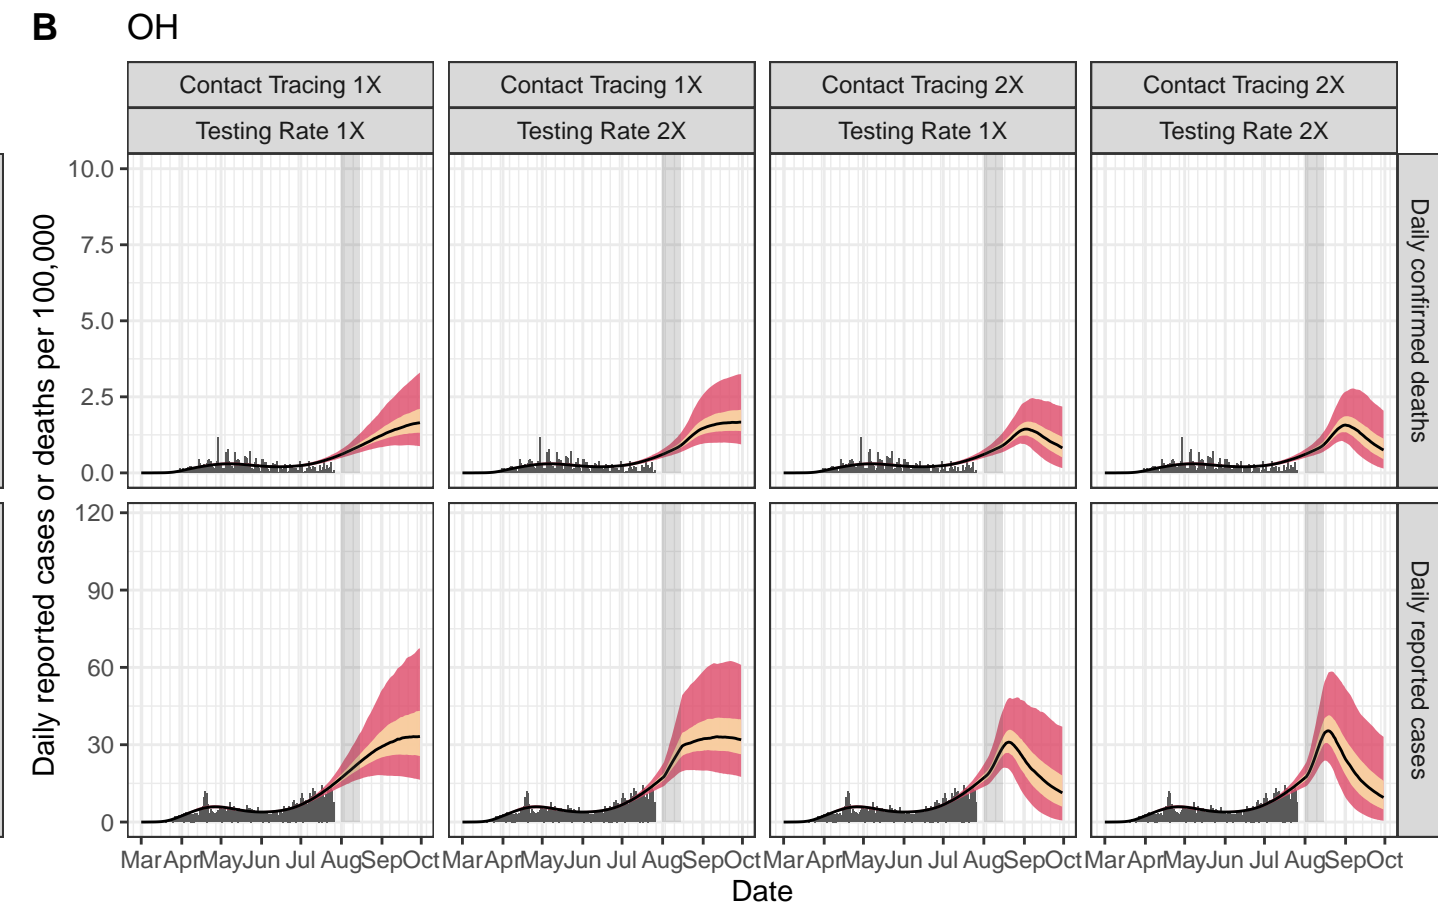 B OH
Contact Tracing 1X Contact Tracing 1X Contact Tracing 2X Contact Tracing 2X
Testing Rate 1X Testing Rate 2X Testing Rate 1X Testing Rate 2X
Daily reported cases or deaths per 100,000
10.0
7.5
5.0
2.5
0.0
Daily confirmed deaths
120
90
60
30
0
Daily reported cases
Mar Apr May Jun Jul Aug Sep Oct Mar Apr May Jun Jul Aug Sep Oct Mar Apr May Jun Jul Aug Sep Oct Mar Apr May Jun Jul Aug Sep Oct
Date